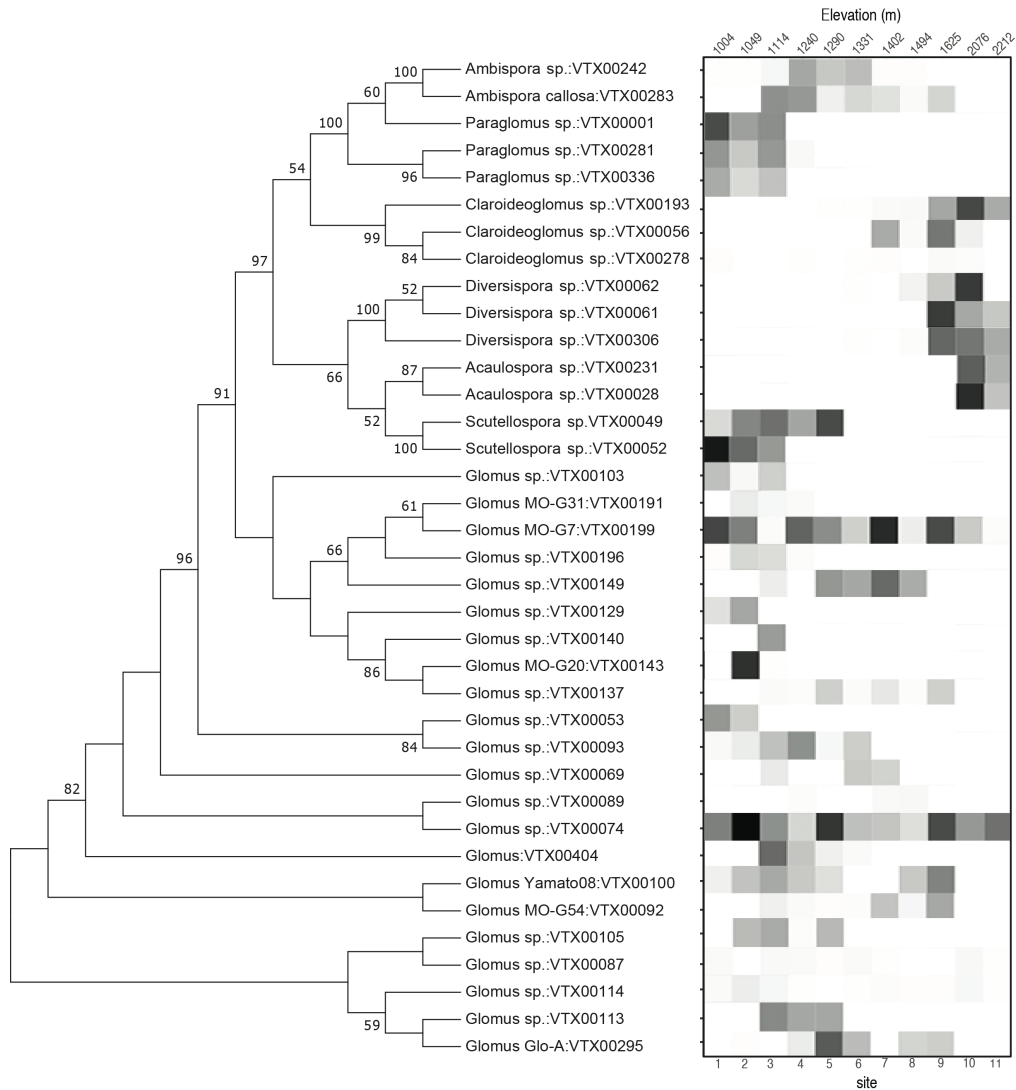 Elevation (m)
1004 1049 1114 1240 1290 1331 1402 1494 1625 2076 2212
Ambispora sp.:VTX00242
100
Ambispora callosa:VTX00283
60
Paraglomus sp.:VTX00001
100
Paraglomus sp.:VTX00281
Paraglomus sp.:VTX00336
96
54
Claroideoglomus sp.:VTX00193
Claroideoglomus sp.:VTX00056
99
Claroideoglomus sp.:VTX00278
84
97
Diversispora sp.:VTX00062
52
Diversispora sp.:VTX00061
100
Diversispora sp.:VTX00306
66
Acaulospora sp.:VTX00231
87
Acaulospora sp.:VTX00028
91
Scutellospora sp.VTX00049
52
Scutellospora sp.:VTX00052
100
Glomus sp.:VTX00103
Glomus MO-G31:VTX00191
61
Glomus MO-G7:VTX00199
Glomus sp.:VTX00196
66
96
Glomus sp.:VTX00149
Glomus sp.:VTX00129
Glomus sp.:VTX00140
Glomus MO-G20:VTX00143
86
Glomus sp.:VTX00137
Glomus sp.:VTX00053
Glomus sp.:VTX00093
84
Glomus sp.:VTX00069
82
Glomus sp.:VTX00089
Glomus sp.:VTX00074
Glomus:VTX00404
Glomus Yamato08:VTX00100
Glomus MO-G54:VTX00092
Glomus sp.:VTX00105
Glomus sp.:VTX00087
Glomus sp.:VTX00114
Glomus sp.:VTX00113
59
Glomus Glo-A:VTX00295
1 2 3 4 5 6 7 8 9 10 11
site